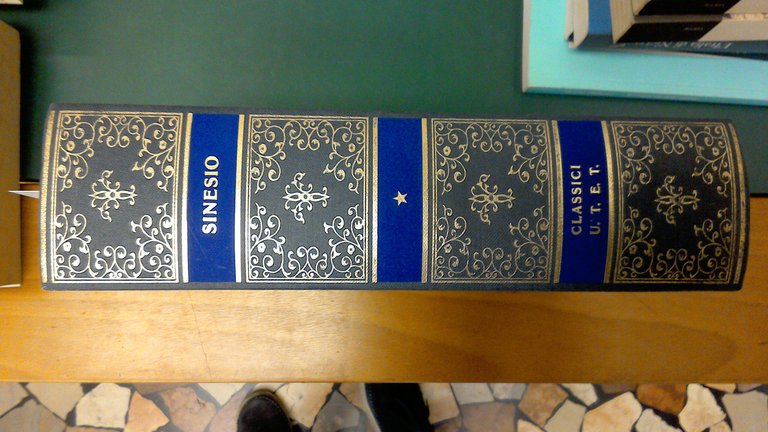 SINESIO
CLASSICI
U. T. E. T.